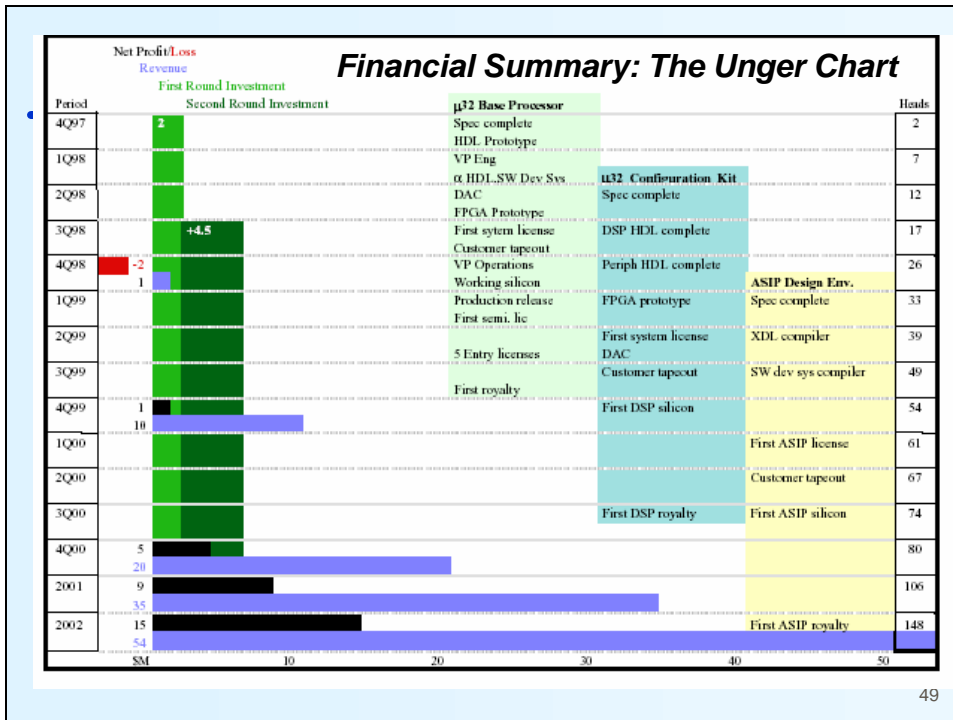 Financial Summary: The Unger Chart
Net Profit/Loss
Revenue
First Round Investment
Second Round Investment
Period
μ32 Base Processor
Heads
4Q97
2
Spec complete
2
HDL Prototype
1Q98
VP Eng
7
α HDL,SW Dev Sys
μ32 Configuration Kit
2Q98
DAC
Spec complete
12
FPGA Prototype
3Q98
+4.5
First sytem license
DSP HDL complete
17
Customer tapeout
4Q98
-2
VP Operations
Periph HDL complete
26
1
Working silicon
ASIP Design Env.
1Q99
Production release
FPGA prototype
Spec complete
33
First semi. lic
2Q99
First system license
XDL compiler
39
5 Entry licenses
DAC
3Q99
Customer tapeout
SW dev sys compiler
49
First royalty
4Q99
1
First DSP silicon
54
10
1Q00
First ASIP license
61
2Q00
Customer tapeout
67
3Q00
First DSP royalty
First ASIP silicon
74
4Q00
5
80
20
2001
9
106
35
2002
15
First ASIP royalty
148
54
$M
10
20
30
40
50
49